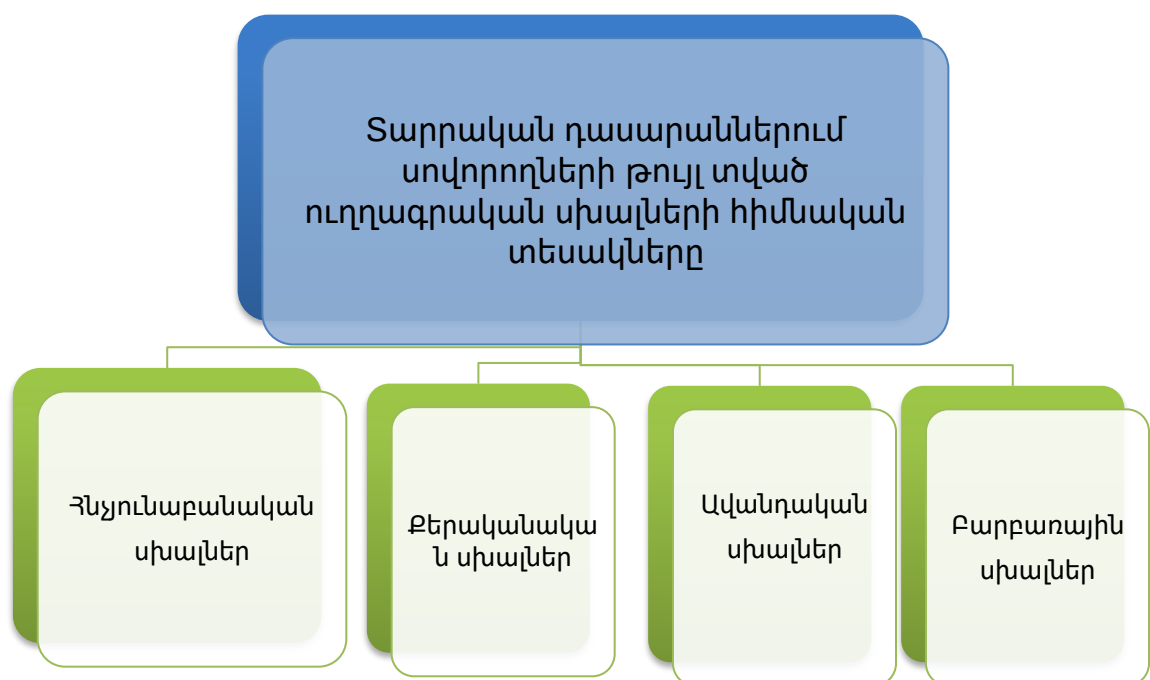 Տարրական դասարաններում
սովորողների թույլ տված
ուղղագրական սխալների հիմնական
տեսակները
Հնչյունաբանական
սխալներ
Քերականակա
ն սխալներ
Ավանդական
սխալներ
Բարբառային
սխալներ